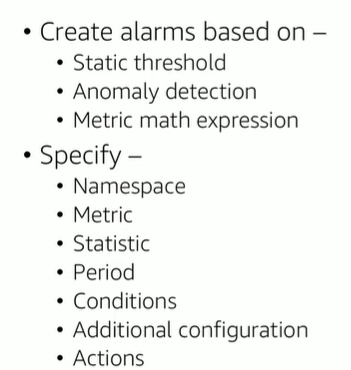 • Create alarms based on –
• Static threshold
• Anomaly detection
• Metric math expression
• Specify –
• Namespace
• Metric
• Statistic
• Period
• Conditions
• Additional configuration
• Actions